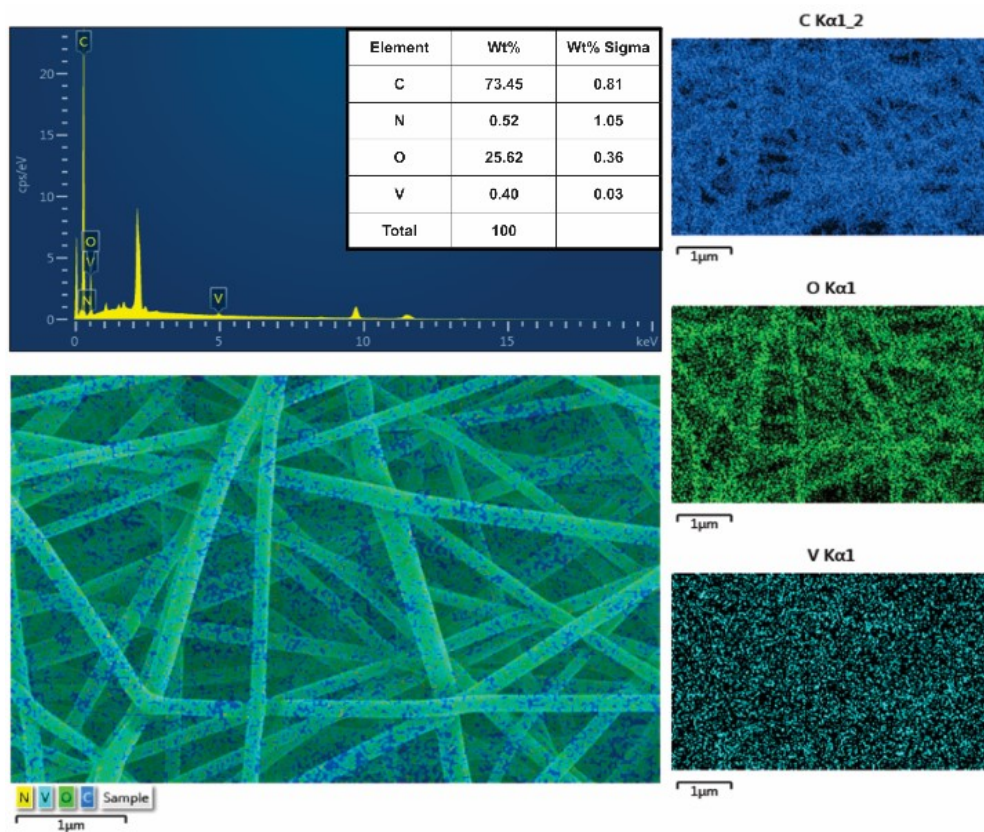 C Kα1_2
Element Wt% Wt% Sigma
C 73.45 0.81
N 0.52 1.05
O 25.62 0.36
V 0.40 0.03
Total 100
C
20
15
10
5
0
cps/eV
O
V
N
V
0 5 10 15 keV
1µm
O Kα1
1µm
V Kα1
1µm
N V O C Sample
1µm